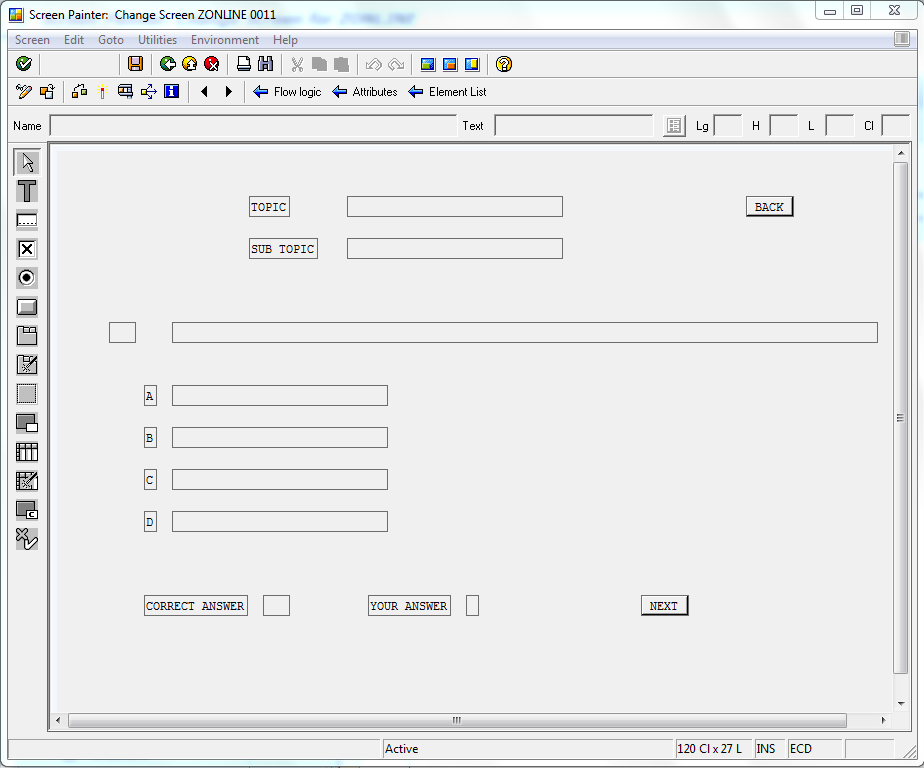 Screen Painter: Change Screen ZONLINE 0011
Screen Edit Goto Utilities Environment Help
Flow logic Attributes Element List
Name Text Lg H L Cl
TOPIC BACK
SUB TOPIC
A
B
C
D
CORRECT ANSWER YOUR ANSWER NEXT
Active 120 Cl x 27 L INS ECD